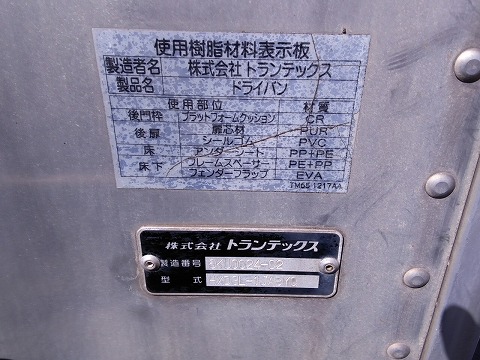 使用樹脂材料表示板
製造者名 株式会社トランテックス
製品名 ドライバン
使用部位 材質
後門枠 プラットフォームクッション CR
後扉 扉芯材 PUR
シールゴム PVC
床 アンダーシート PP+PE
床下 フレームスペーサー PE+PP
フェンダーフラップ EVA
TM65 1217AA
株式会社トランテックス
製造番号
型式